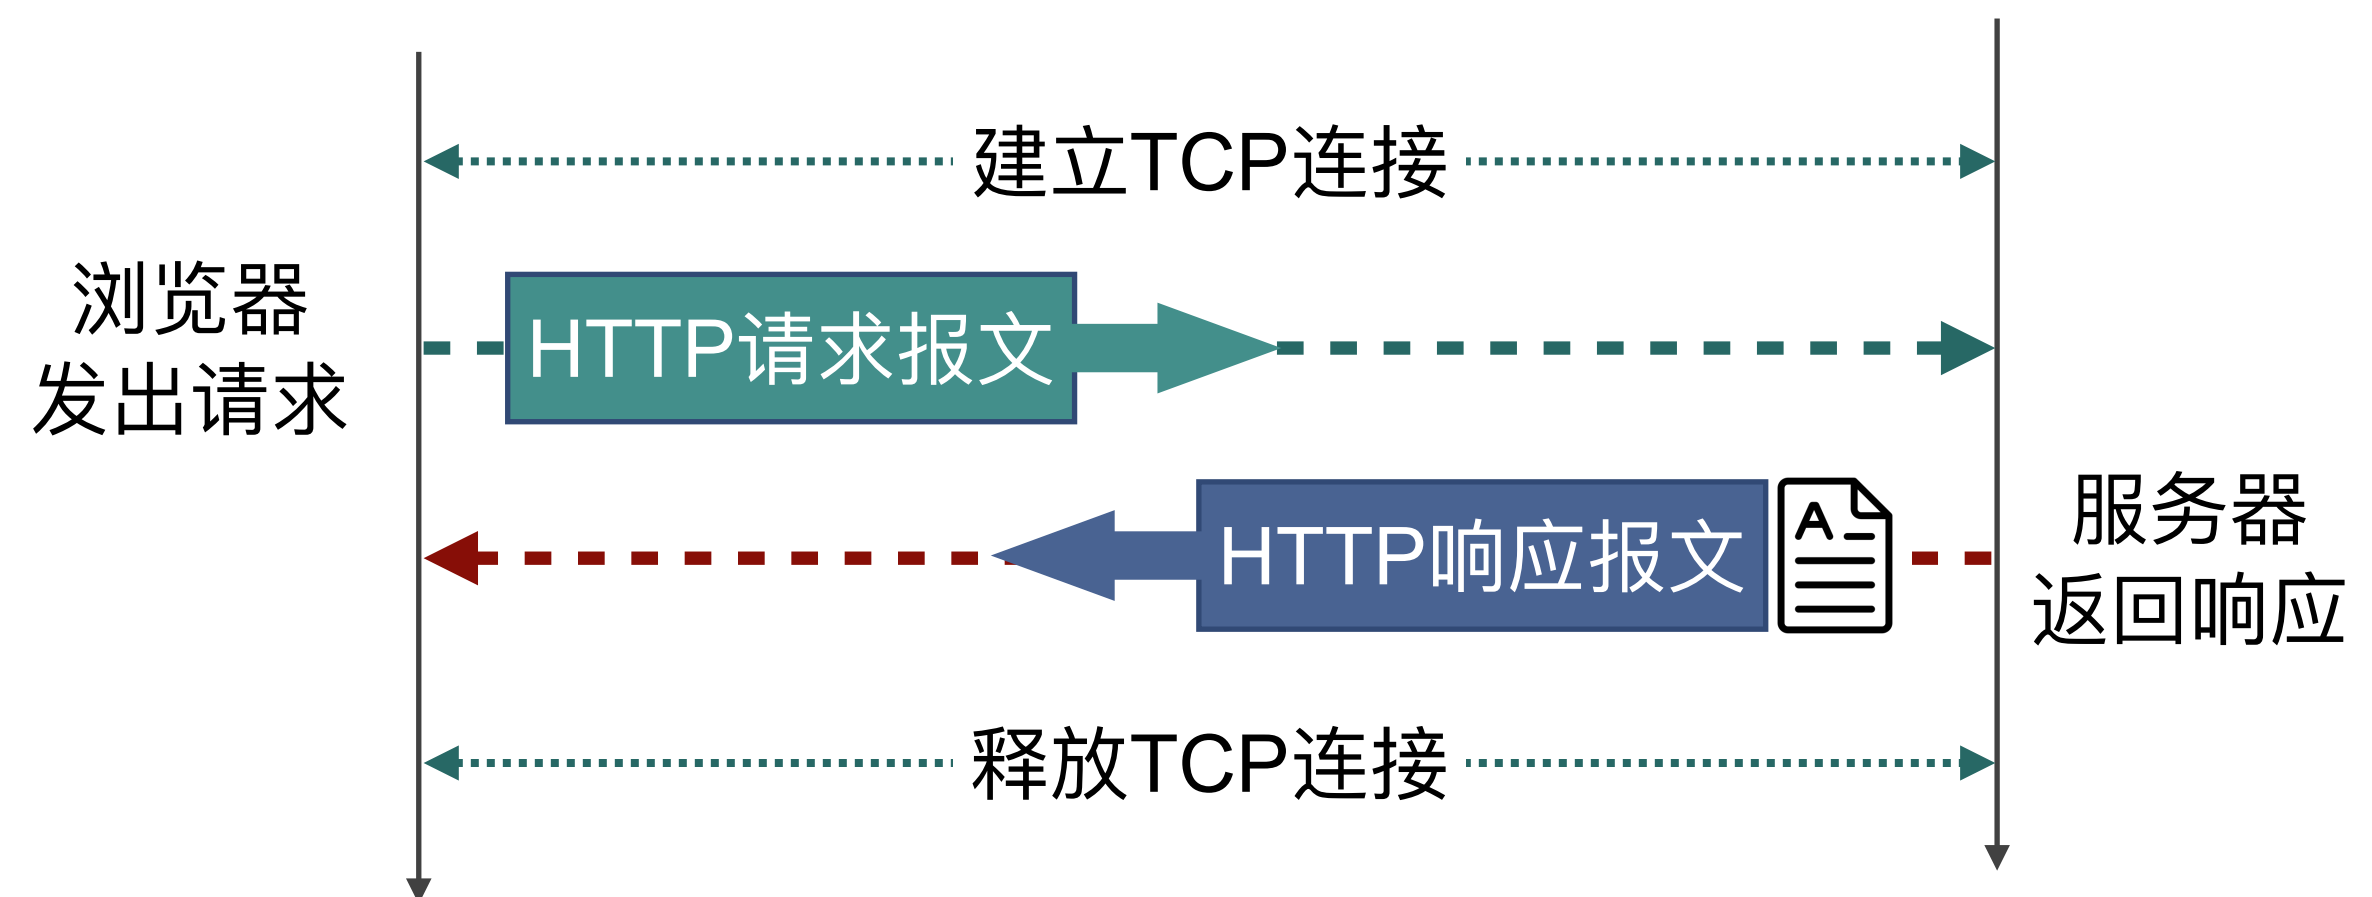 建立TCP连接
浏览器
发出请求
HTTP请求报文
HTTP响应报文
A
服务器
返回响应
释放TCP连接